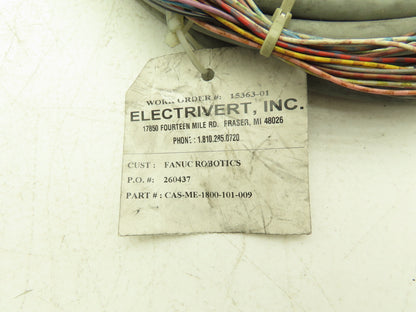 WORK ORDER #: 15363-01
ELECTRIVERT, INC.
17850 FOURTEEN MILE RD. FRASER, MI 48026
PHONE : 1.810.285.0720
CUST : FANUC ROBOTICS
P.O. #: 260437
PART # : CAS-ME-1800-101-009